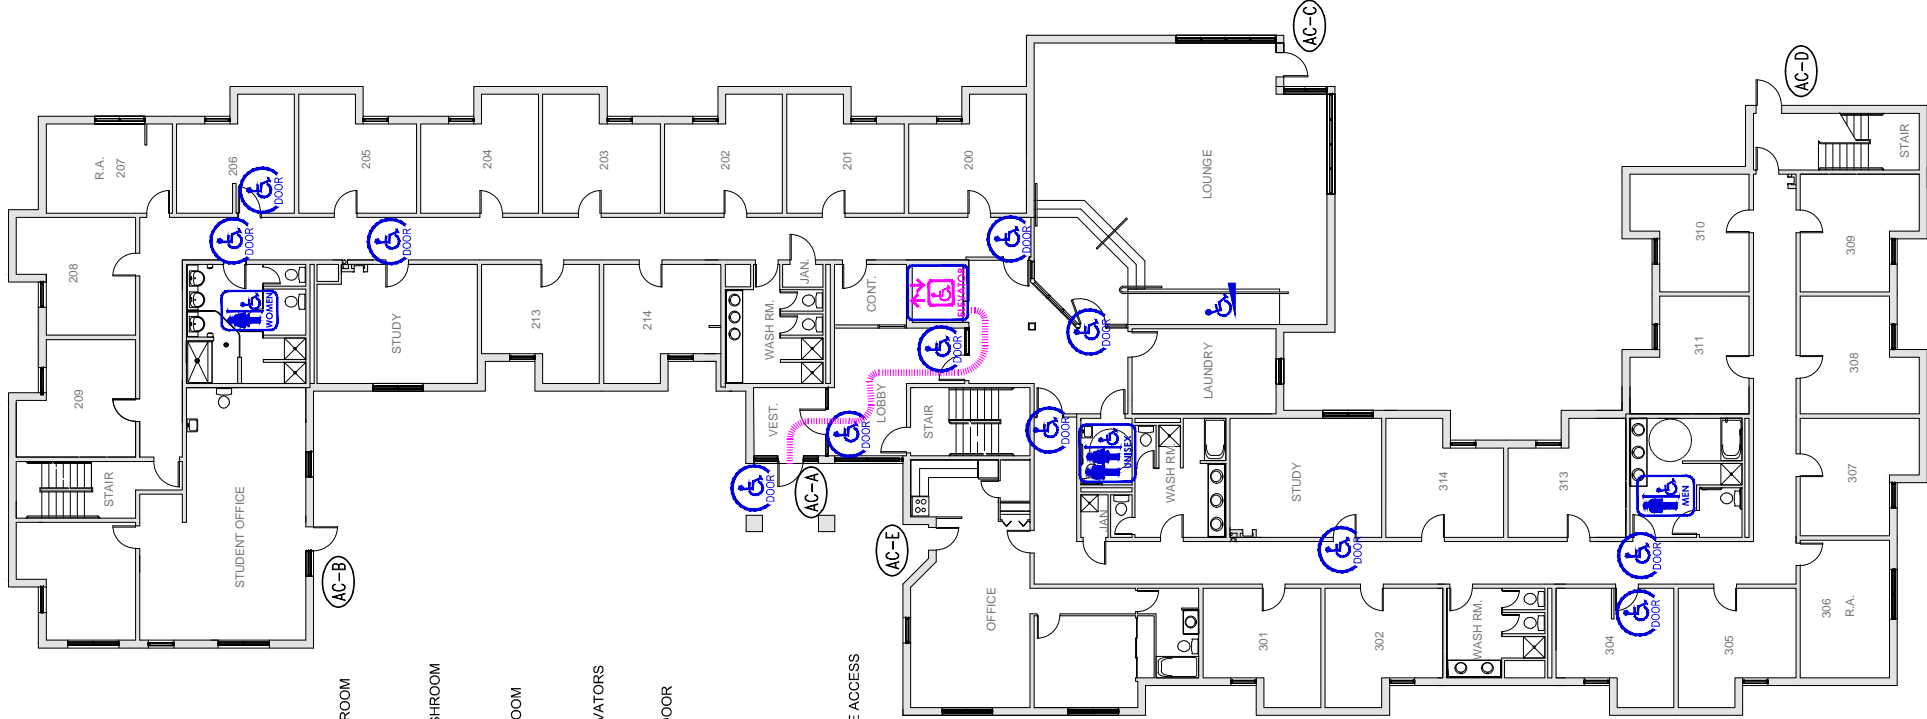 AC-C
AC-D
R.A.
207
206
205
204
203
202
201
200
LOUNGE
STAIR
DOOR
DOOR
DOOR
DOOR
208
310
309
WOMEN
STUDY
213
214
WASH RM.
JAN.
CONT.
ELEVATOR
DOOR
DOOR
311
308
209
VEST.
LOBBY
STAIR
LAUNDRY
DOOR
DOOR
UNISEX
WASH RM.
STUDY
314
313
MEN
307
STAIR
DOOR
AC-A
JAN
STUDENT OFFICE
AC-B
AC-E
DOOR
DOOR
OFFICE
301
302
WASH RM.
304
DOOR
305
306
R.A.
ROOM
SHROOM
OOM
VATORS
DOOR
E ACCESS